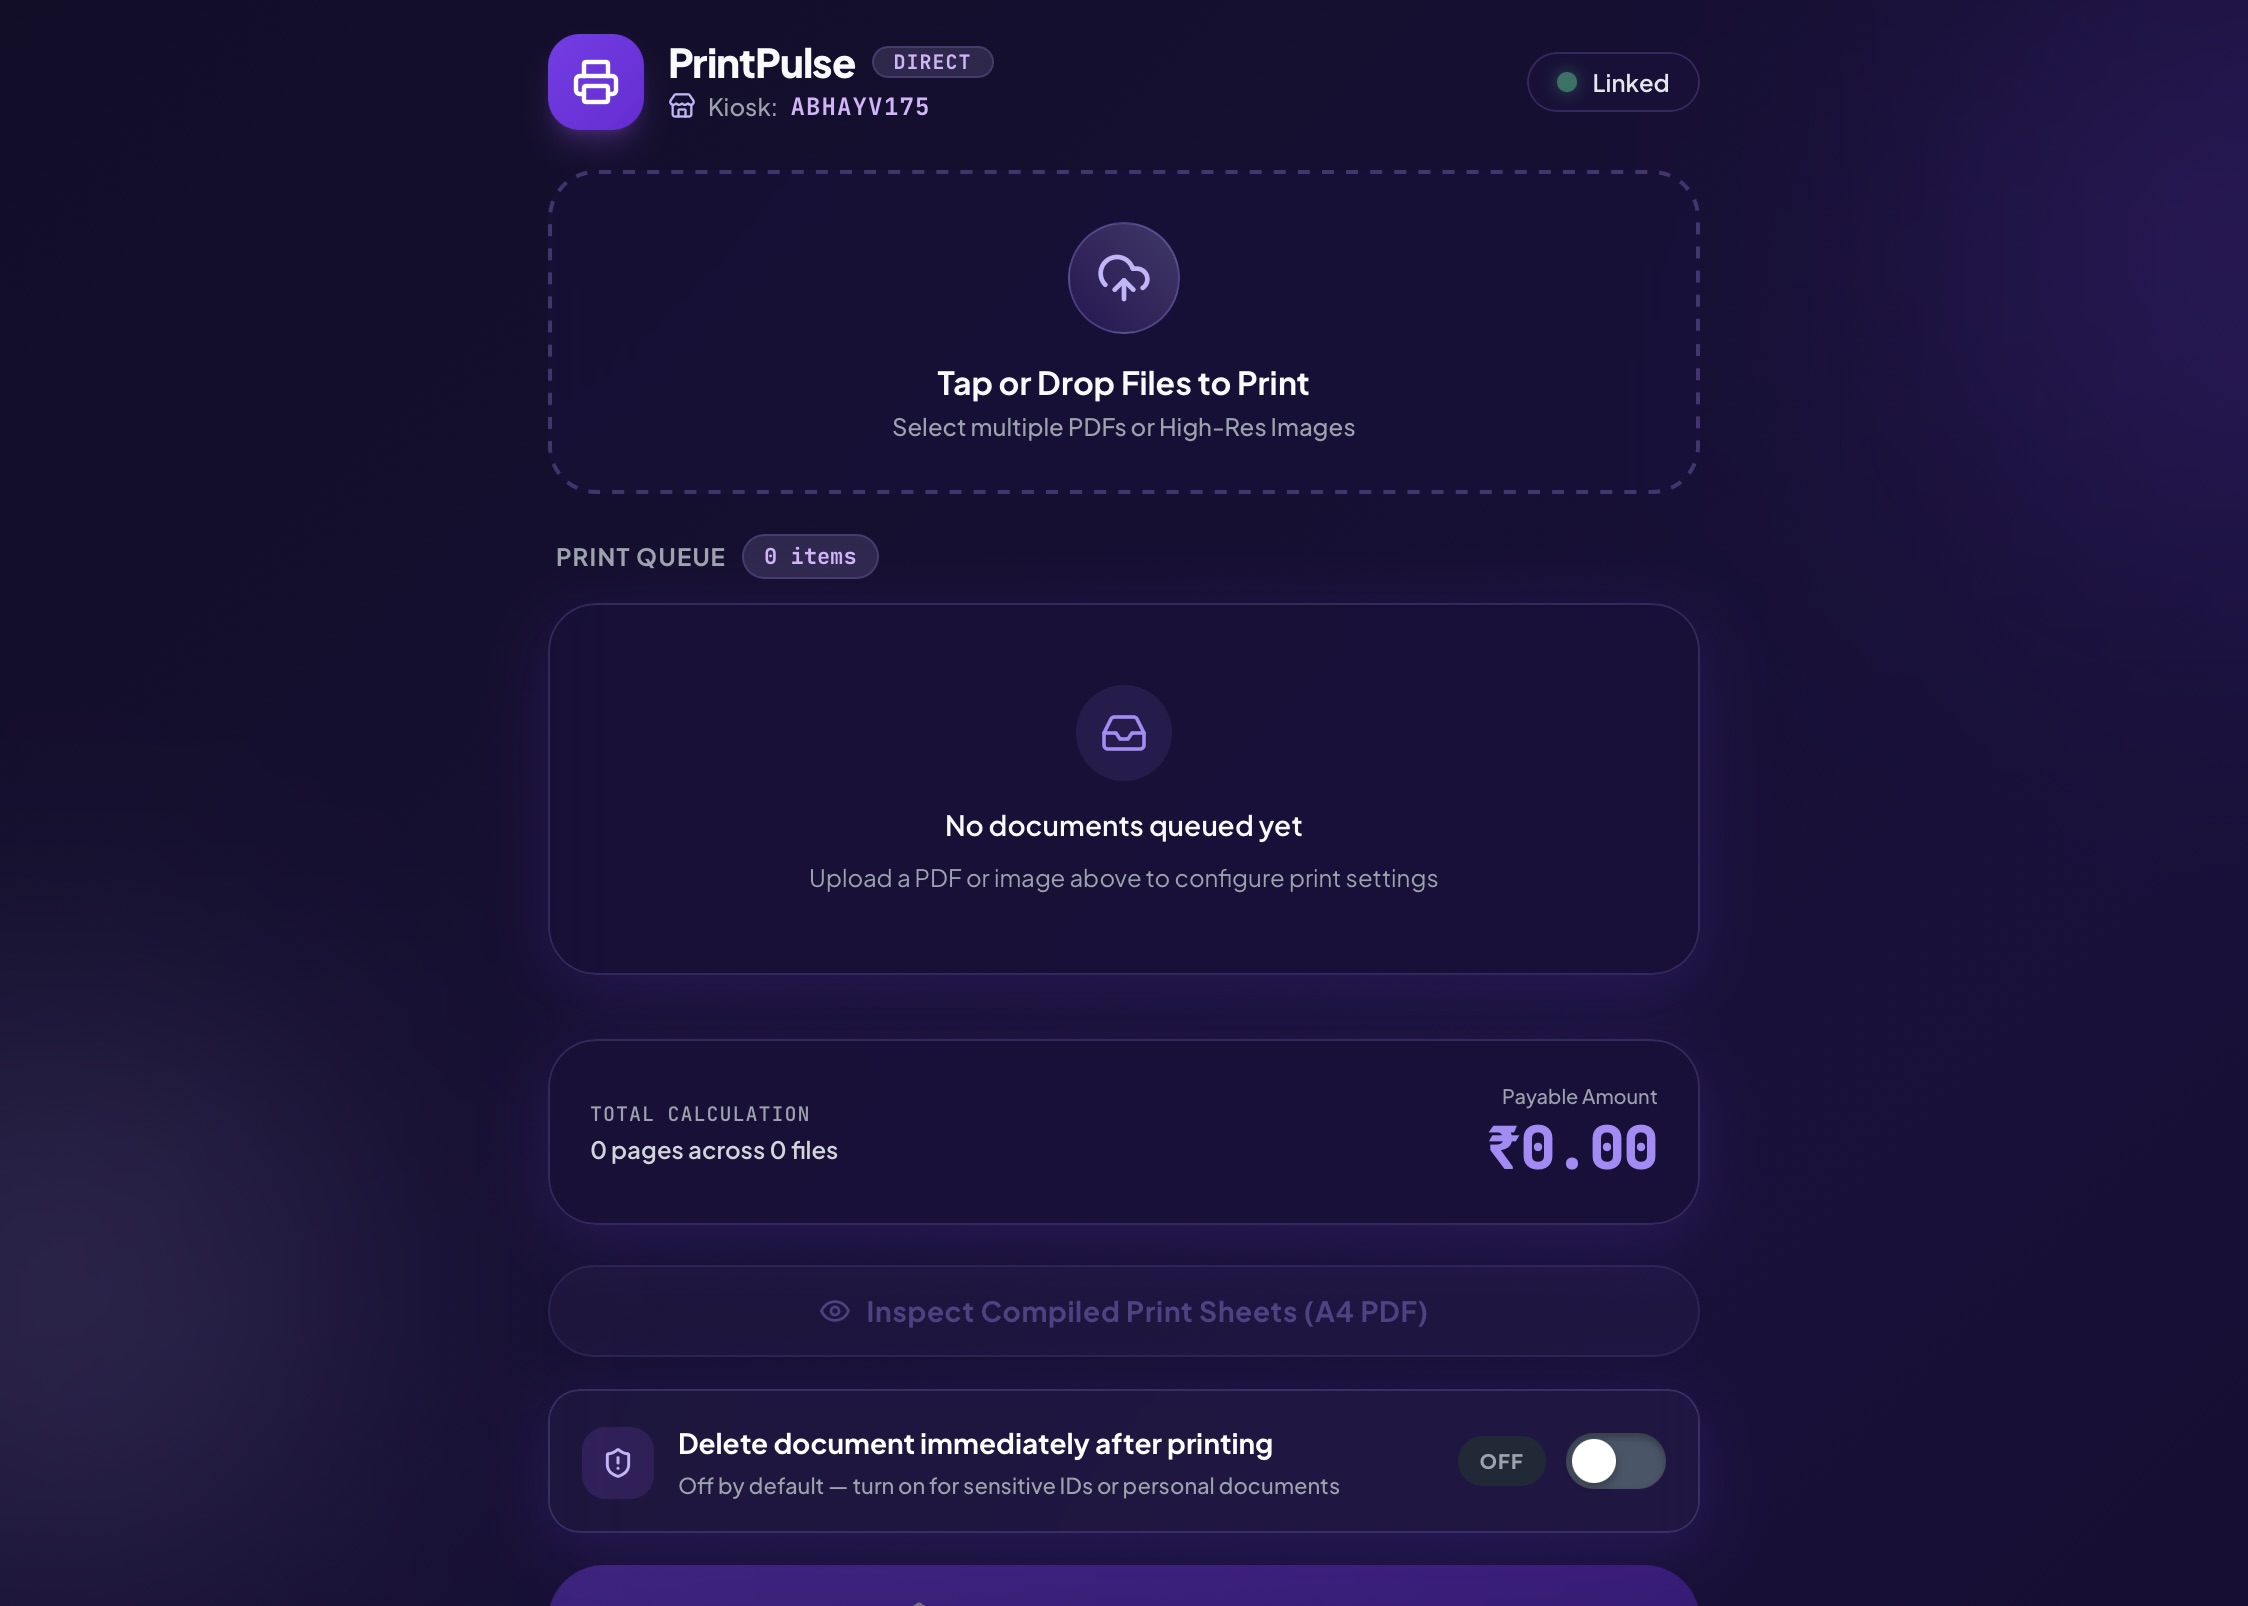 PrintPulse DIRECT
Kiosk: ABHAYV175
Linked
Tap or Drop Files to Print
Select multiple PDFs or High-Res Images
PRINT QUEUE 0 items
No documents queued yet
Upload a PDF or image above to configure print settings
TOTAL CALCULATION
0 pages across 0 files
Payable Amount
₹0.00
Inspect Compiled Print Sheets (A4 PDF)
Delete document immediately after printing
Off by default — turn on for sensitive IDs or personal documents
OFF